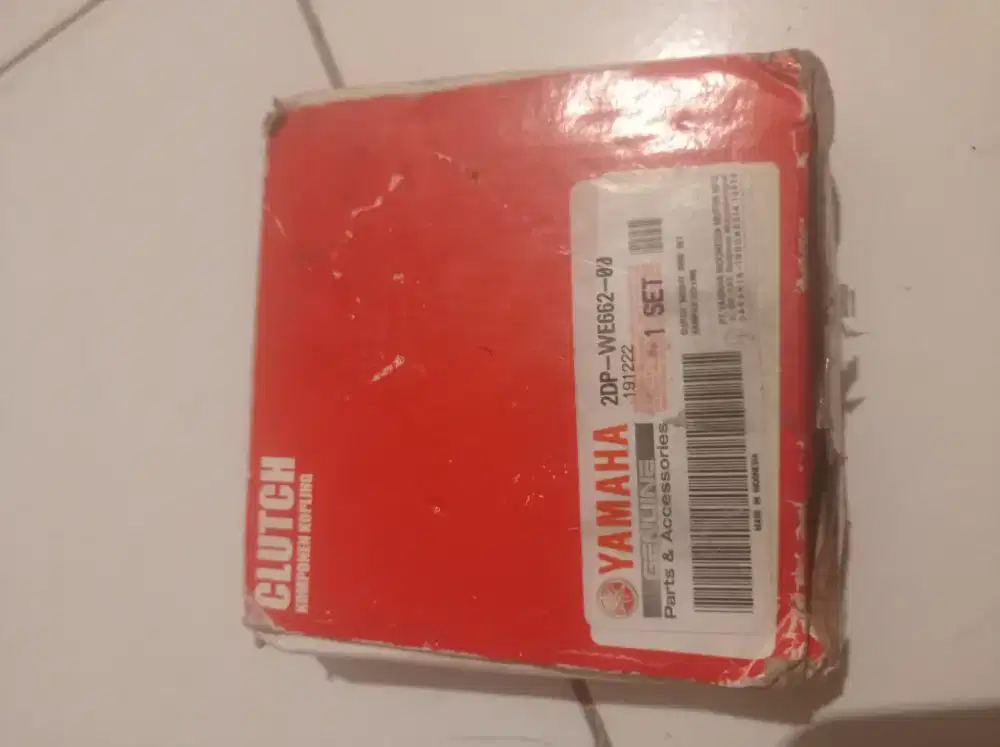 CLUTCH
KOMPONEN KOPLING
YAMAHA
GENUINE
Parts & Accessories
2DP-WE662-00
191222
1 SET
MADE IN INDONESIA